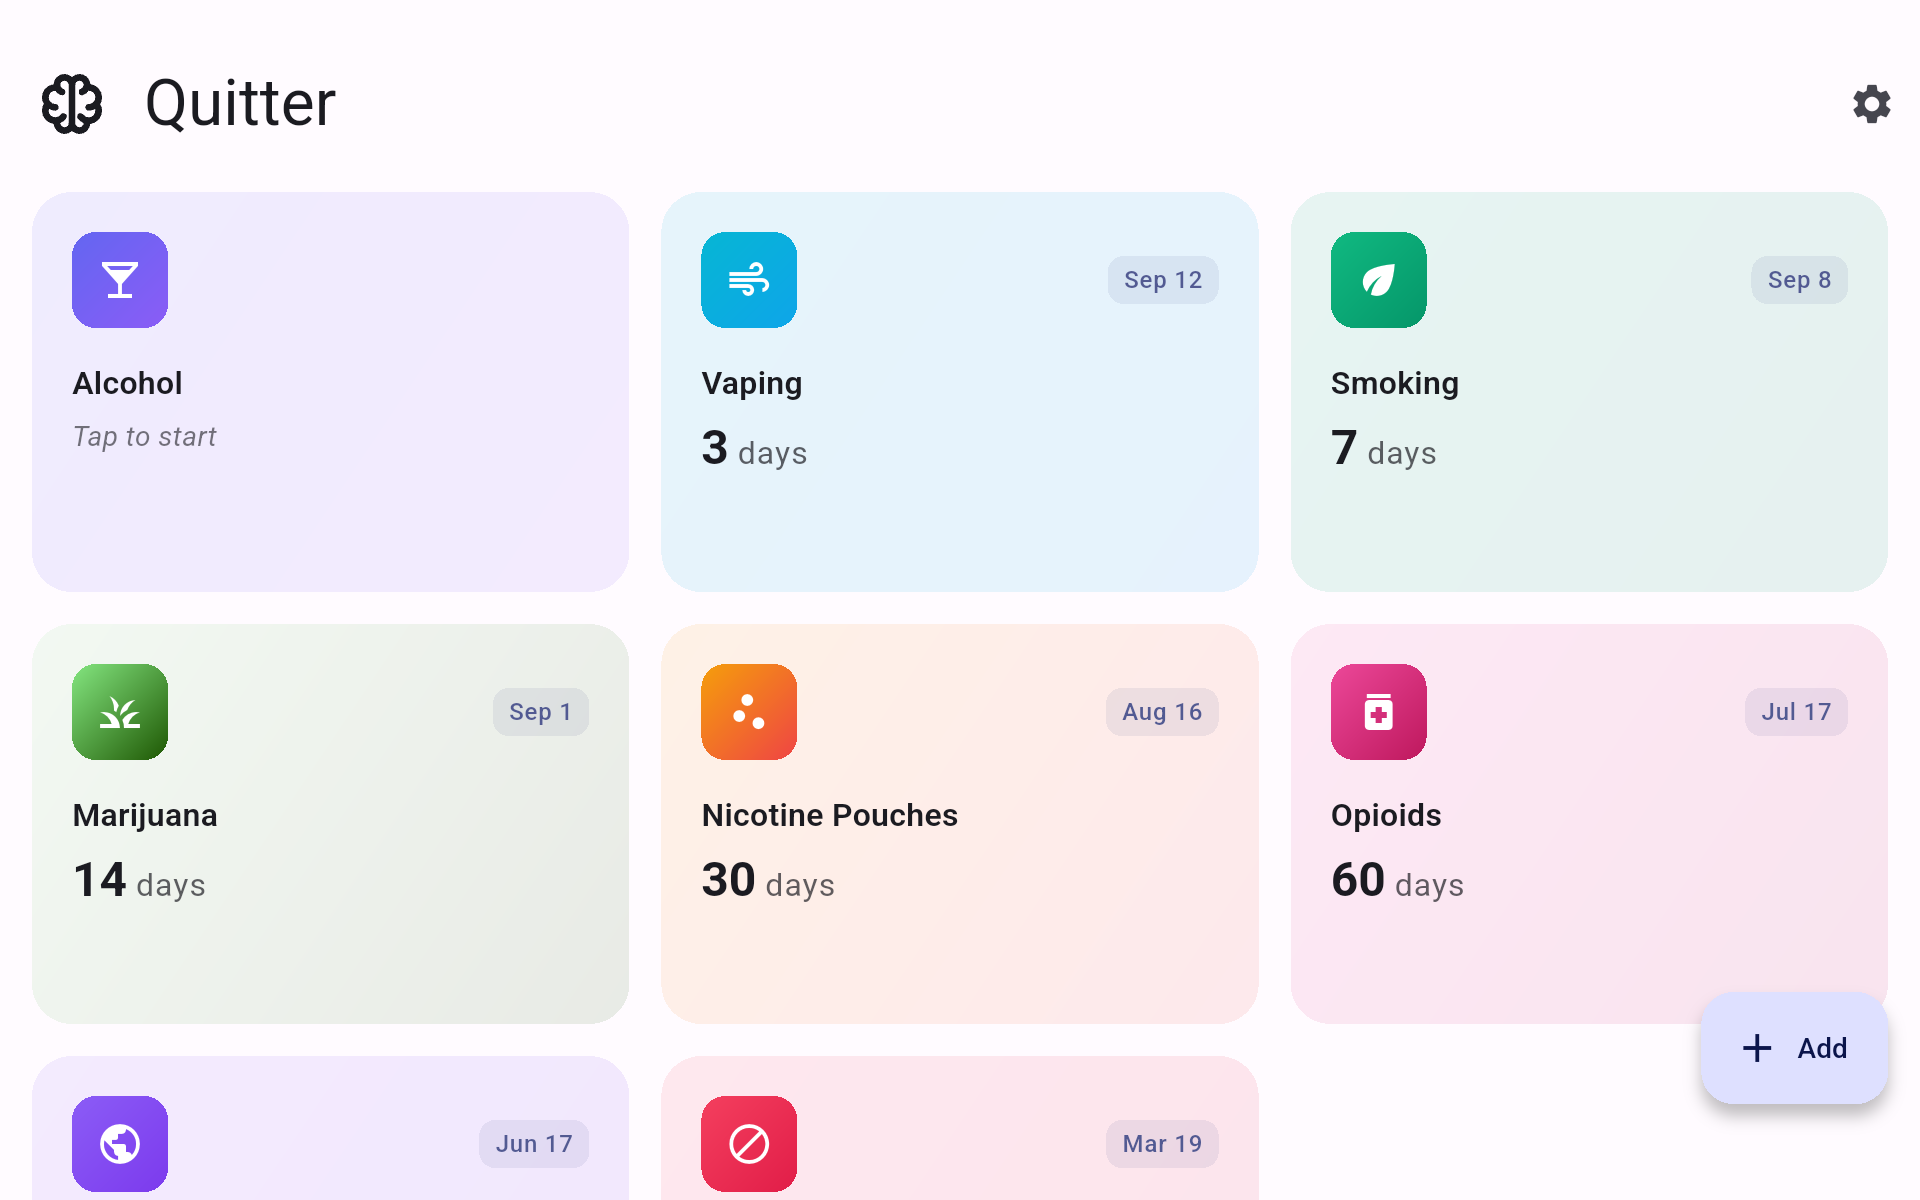 Quitter
Alcohol
Tap to start
Sep 12
Vaping
3 days
Sep 8
Smoking
7 days
Sep 1
Marijuana
14 days
Aug 16
Nicotine Pouches
30 days
Jul 17
Opioids
60 days
Add
Jun 17
Mar 19